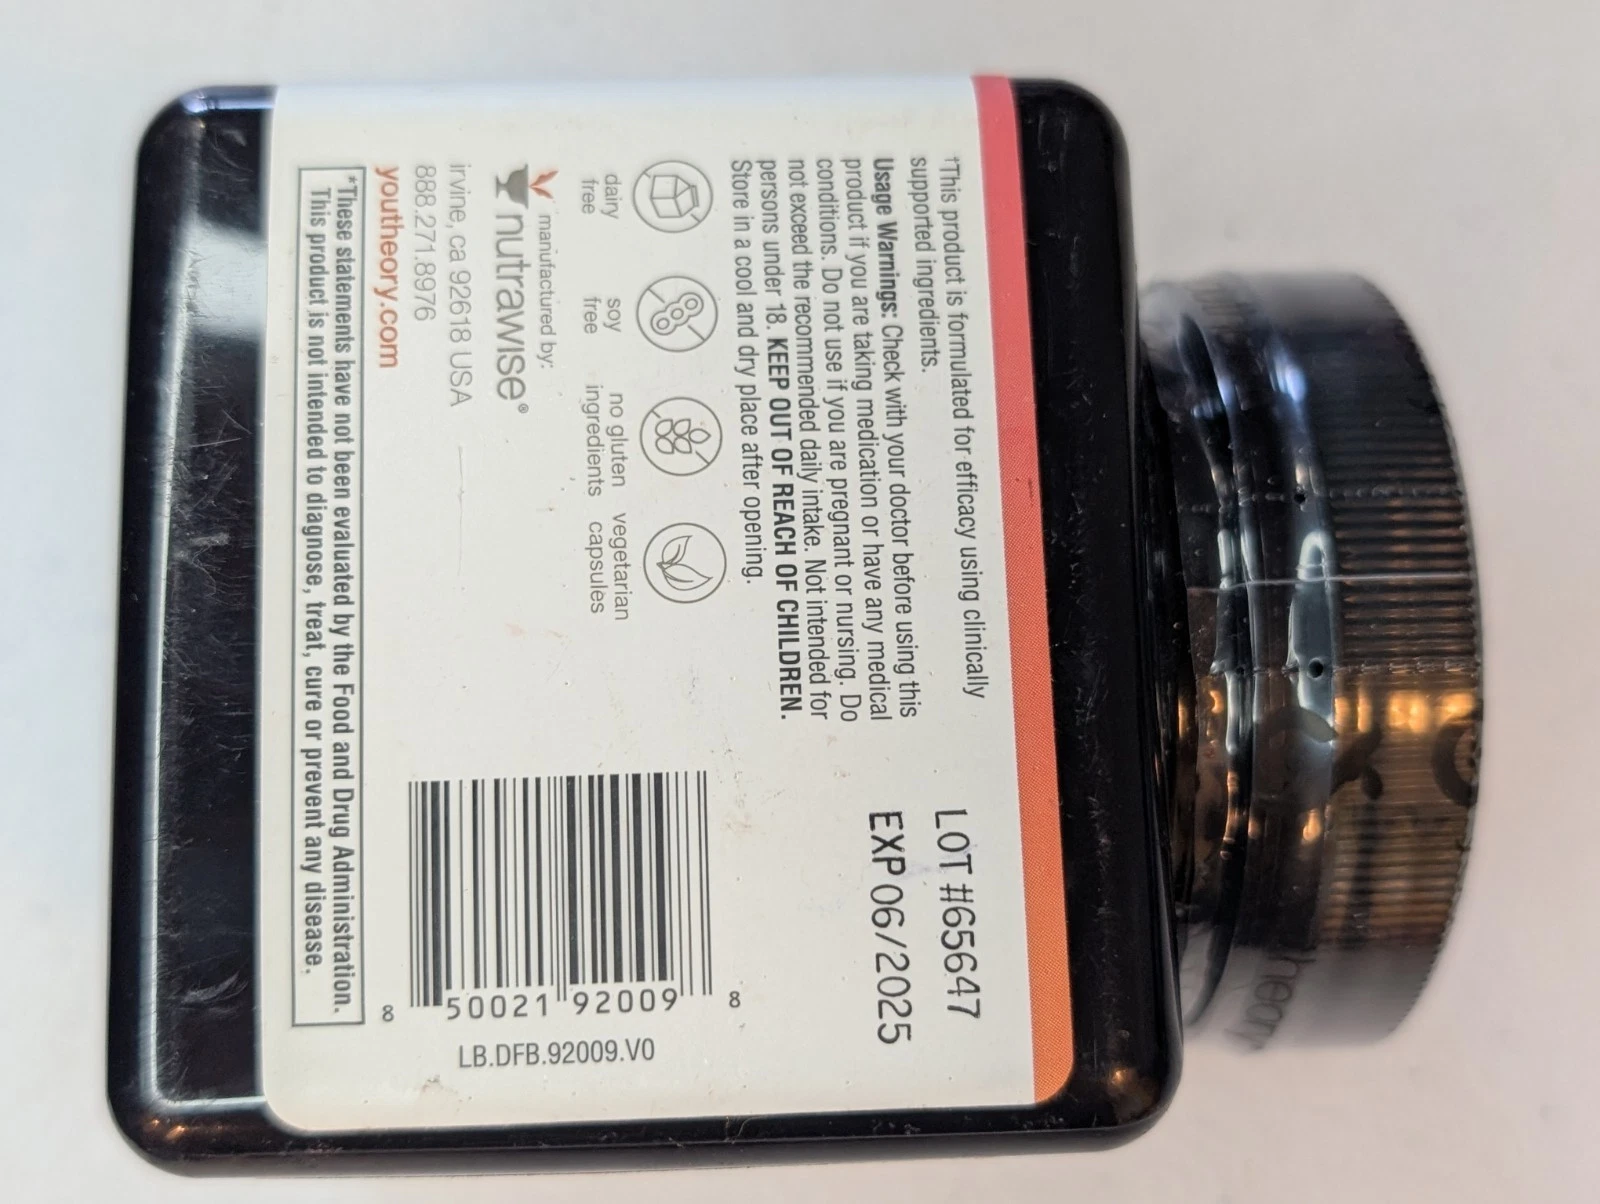 †This product is formulated for efficacy using clinically
supported ingredients.
Usage Warnings: Check with your doctor before using this
product if you are taking medication or have any medical
conditions. Do not use if you are pregnant or nursing. Do
not exceed the recommended daily intake. Not intended for
persons under 18. KEEP OUT OF REACH OF CHILDREN.
Store in a cool and dry place after opening.
dairy
free
soy
free
no gluten
ingredients
vegetarian
capsules
manufactured by:
nutrawise®
irvine, ca 92618 USA
888.271.8976
youtheory.com
*These statements have not been evaluated by the Food and Drug Administration.
This product is not intended to diagnose, treat, cure or prevent any disease.
LOT #65647
EXP 06/2025
8 50021 92009 8
LB.DFB.92009.V0